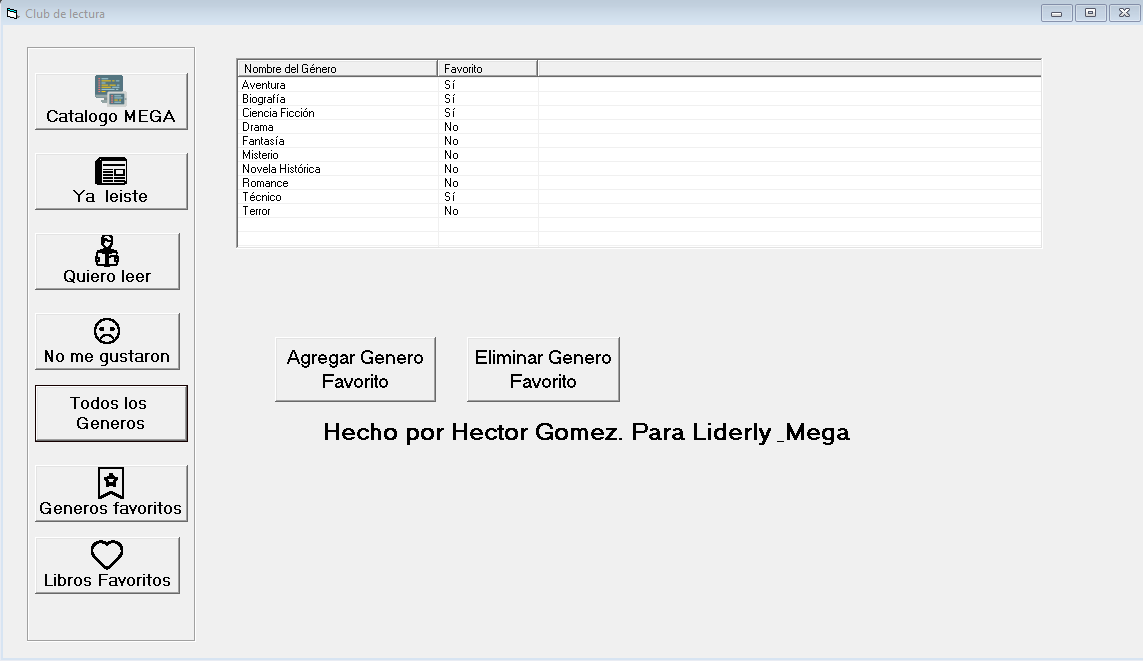 Club de lectura
Catalogo MEGA
Ya leiste
Quiero leer
No me gustaron
Todos los
Generos
Generos favoritos
Libros Favoritos
Nombre del Género Favorito
Aventura Sí
Biografía Sí
Ciencia Ficción Sí
Drama No
Fantasía No
Misterio No
Novela Histórica No
Romance No
Técnico Sí
Terror No
Agregar Genero
Favorito
Eliminar Genero
Favorito
Hecho por Hector Gomez. Para Liderly _Mega